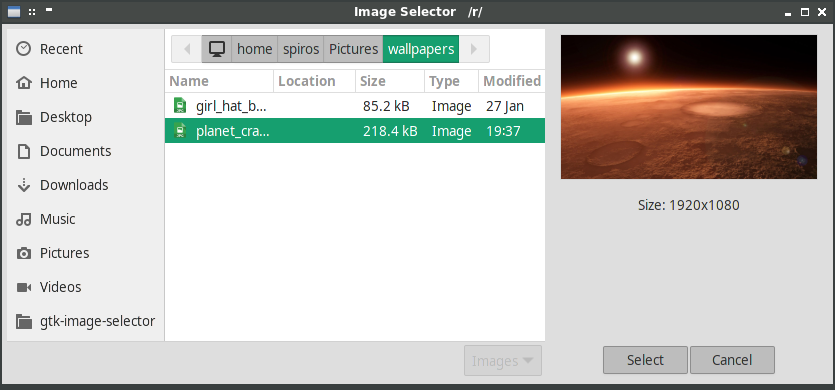 Image Selector /r/
Recent
Home
Desktop
Documents
Downloads
Music
Pictures
Videos
gtk-image-selector
home spiros Pictures wallpapers
Name Location Size Type Modified
girl_hat_b... 85.2 kB Image 27 Jan
planet_cra... 218.4 kB Image 19:37
Size: 1920x1080
Images
Select Cancel